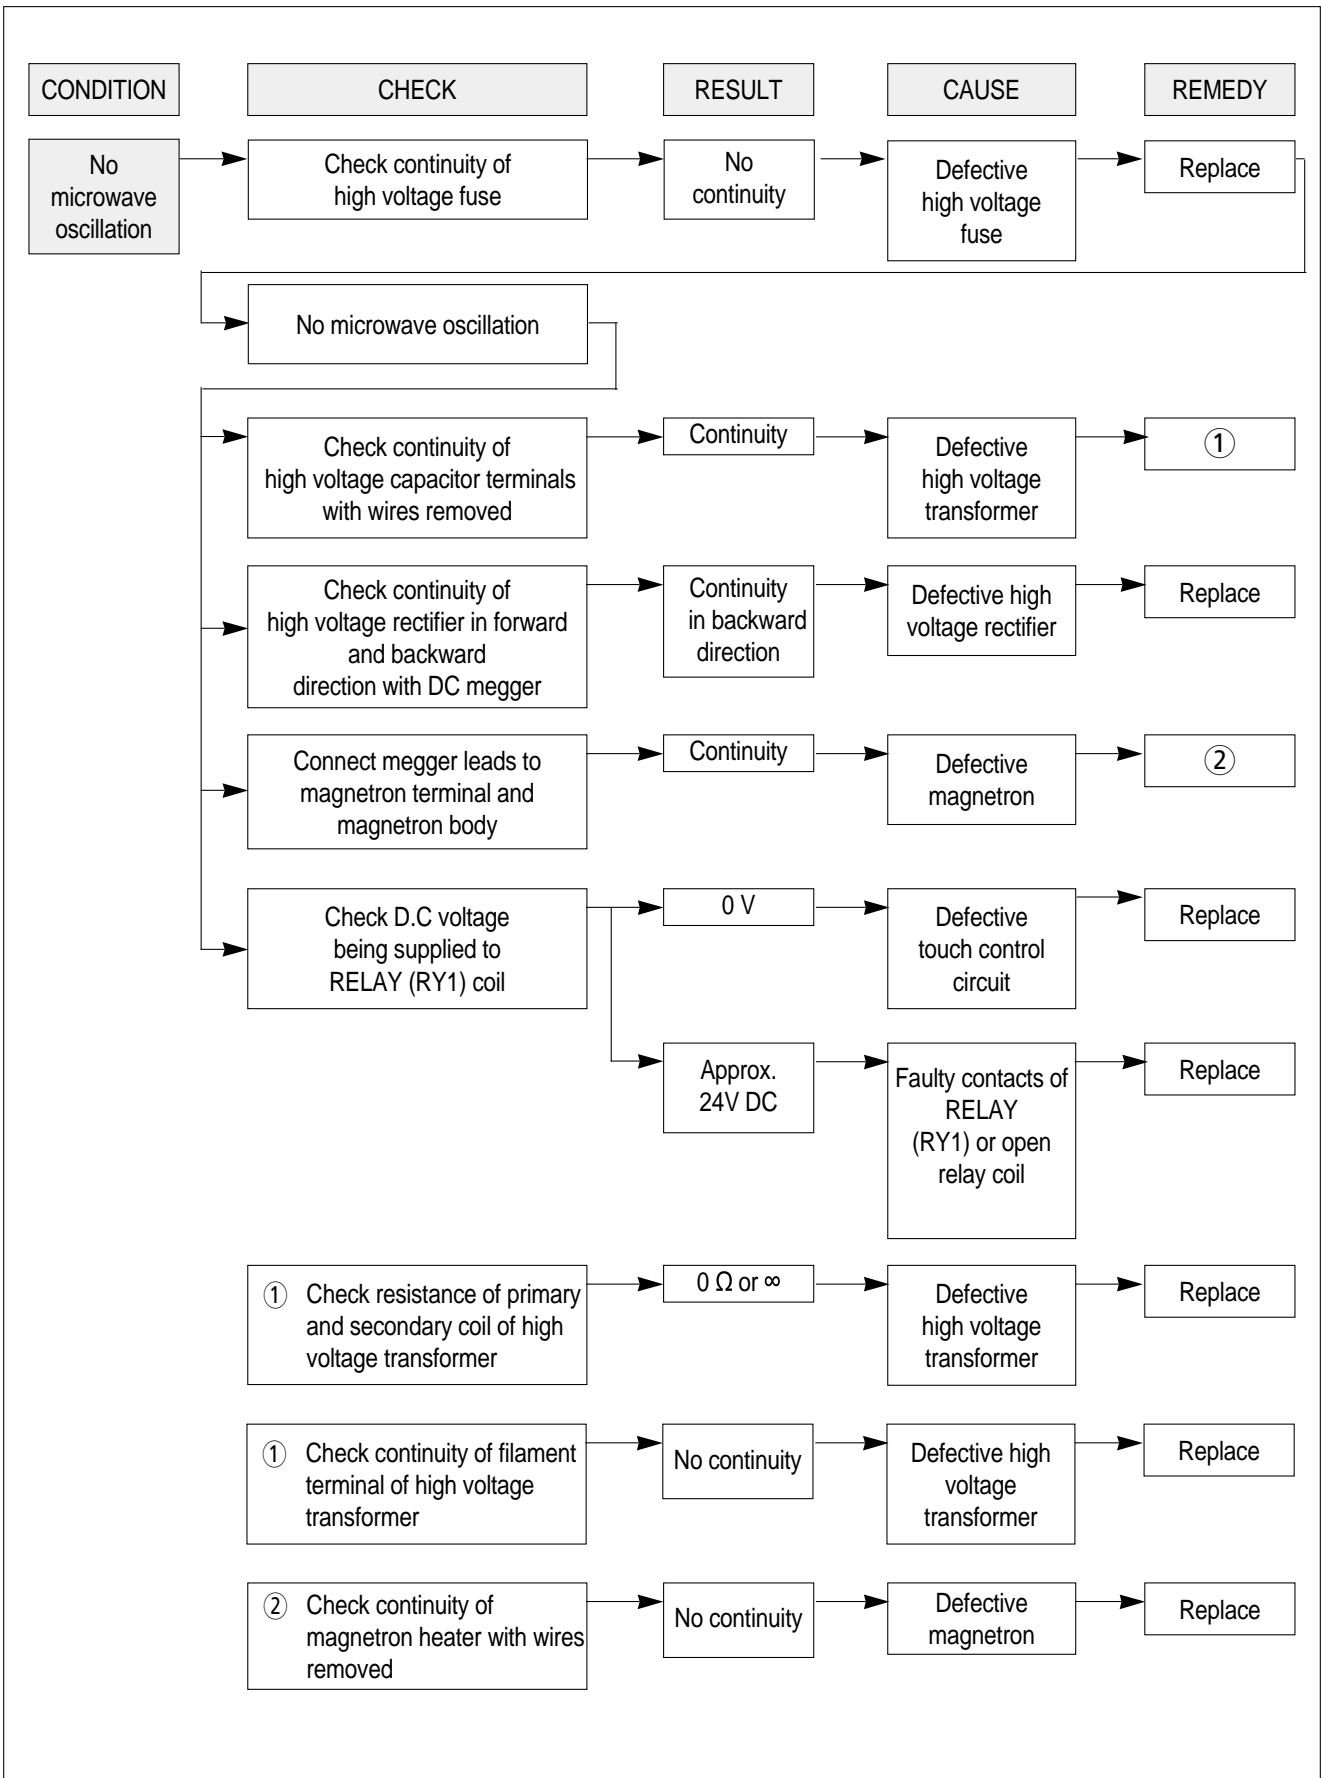 CONDITION
CHECK
RESULT
CAUSE
REMEDY
No
microwave
oscillation
Check continuity of
high voltage fuse
No
continuity
Defective
high voltage
fuse
Replace
No microwave oscillation
Check continuity of
high voltage capacitor terminals
with wires removed
Continuity
Defective
high voltage
transformer
①
Check continuity of
high voltage rectifier in forward
and backward
direction with DC megger
Continuity
in backward
direction
Defective high
voltage rectifier
Replace
Connect megger leads to
magnetron terminal and
magnetron body
Continuity
Defective
magnetron
②
Check D.C voltage
being supplied to
RELAY (RY1) coil
0 V
Defective
touch control
circuit
Replace
Approx.
24V DC
Faulty contacts of
RELAY
(RY1) or open
relay coil
Replace
① Check resistance of primary
and secondary coil of high
voltage transformer
0 Ω or ∞
Defective
high voltage
transformer
Replace
① Check continuity of filament
terminal of high voltage
transformer
No continuity
Defective high
voltage
transformer
Replace
② Check continuity of
magnetron heater with wires
removed
No continuity
Defective
magnetron
Replace